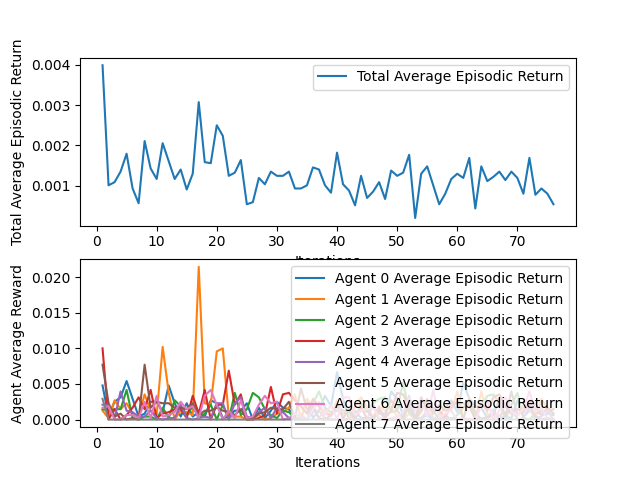 Total Average Episodic Return
0.004
0.003
0.002
0.001
Total Average Episodic Return
0 10 20 30 40 50 60 70
Iterations
Agent Average Reward
0.020
0.015
0.010
0.005
0.000
Agent 0 Average Episodic Return
Agent 1 Average Episodic Return
Agent 2 Average Episodic Return
Agent 3 Average Episodic Return
Agent 4 Average Episodic Return
Agent 5 Average Episodic Return
Agent 6 Average Episodic Return
Agent 7 Average Episodic Return
0 10 20 30 40 50 60 70
Iterations